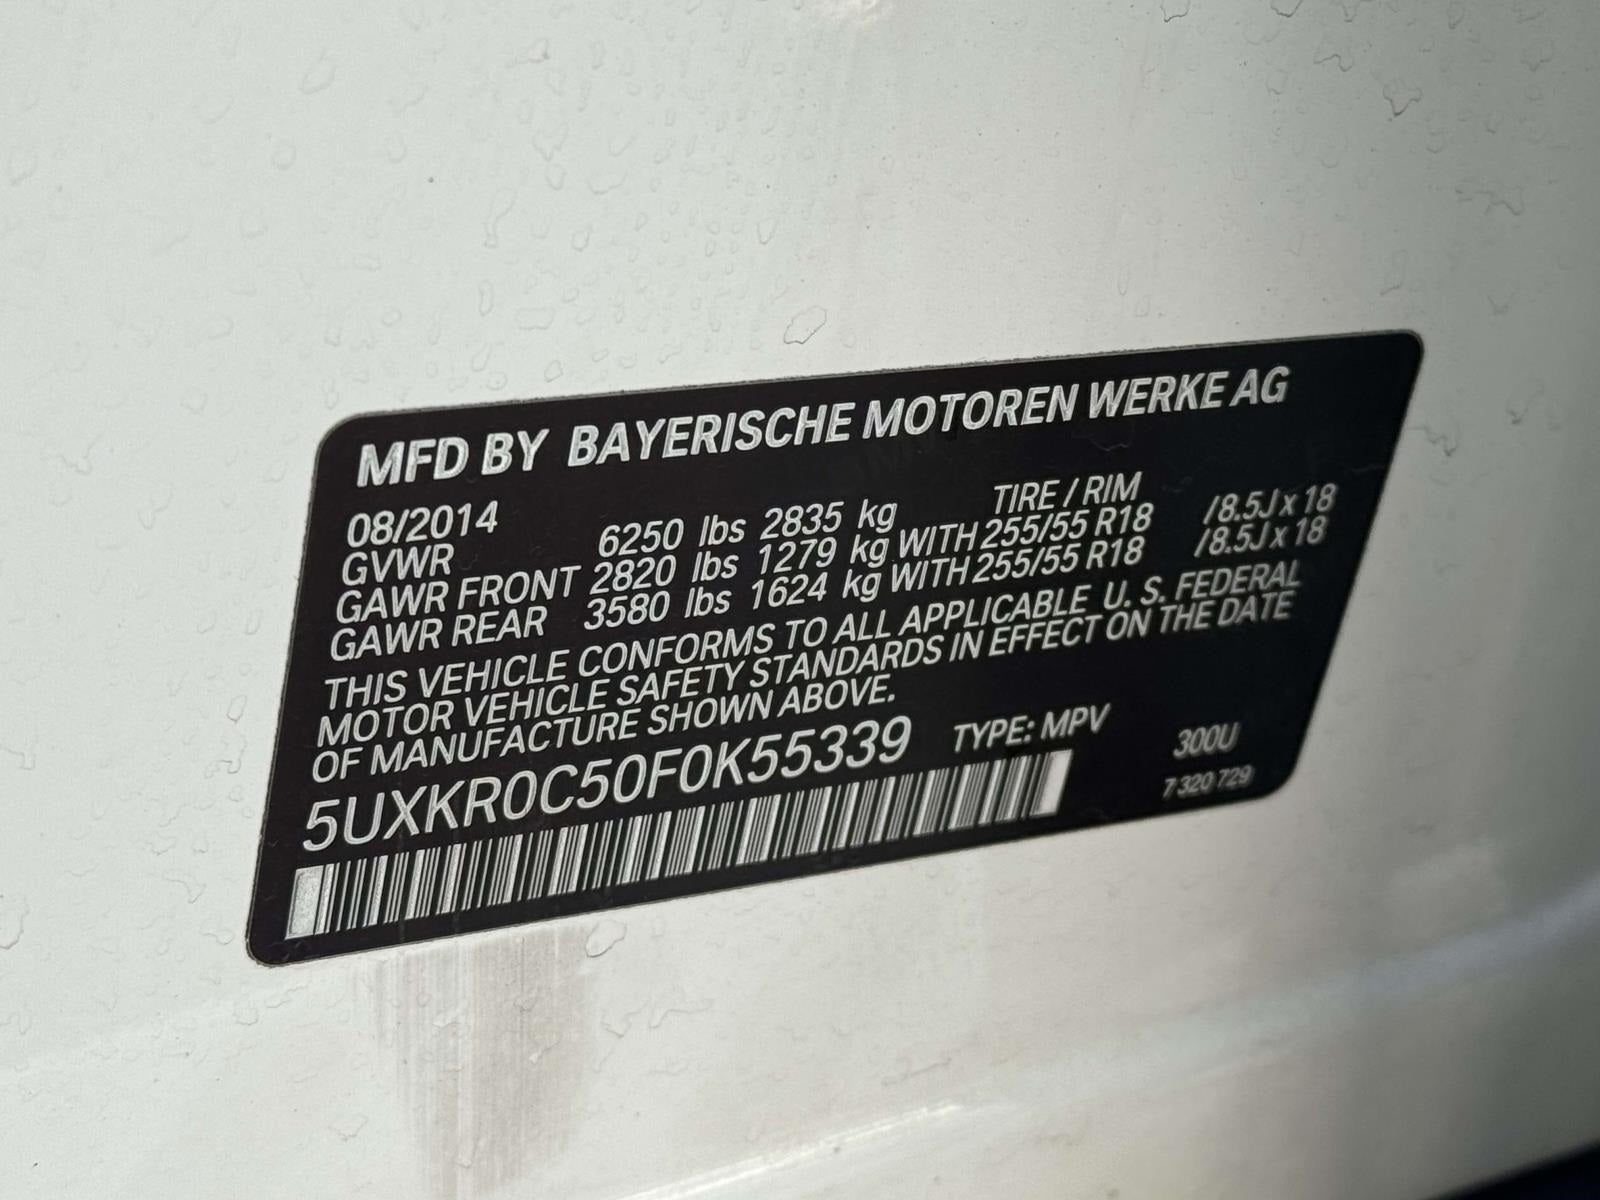 MFD BY BAYERISCHE MOTOREN WERKE AG
08/2014 TIRE / RIM
GVWR 6250 lbs 2835 kg
GAWR FRONT 2820 lbs 1279 kg WITH 255/55 R18 /8.5J x 18
GAWR REAR 3580 lbs 1624 kg WITH 255/55 R18 /8.5J x 18
THIS VEHICLE CONFORMS TO ALL APPLICABLE U. S. FEDERAL
MOTOR VEHICLE SAFETY STANDARDS IN EFFECT ON THE DATE
OF MANUFACTURE SHOWN ABOVE.
5UXKR0C50F0K55339 TYPE: MPV 300U
7 320 729